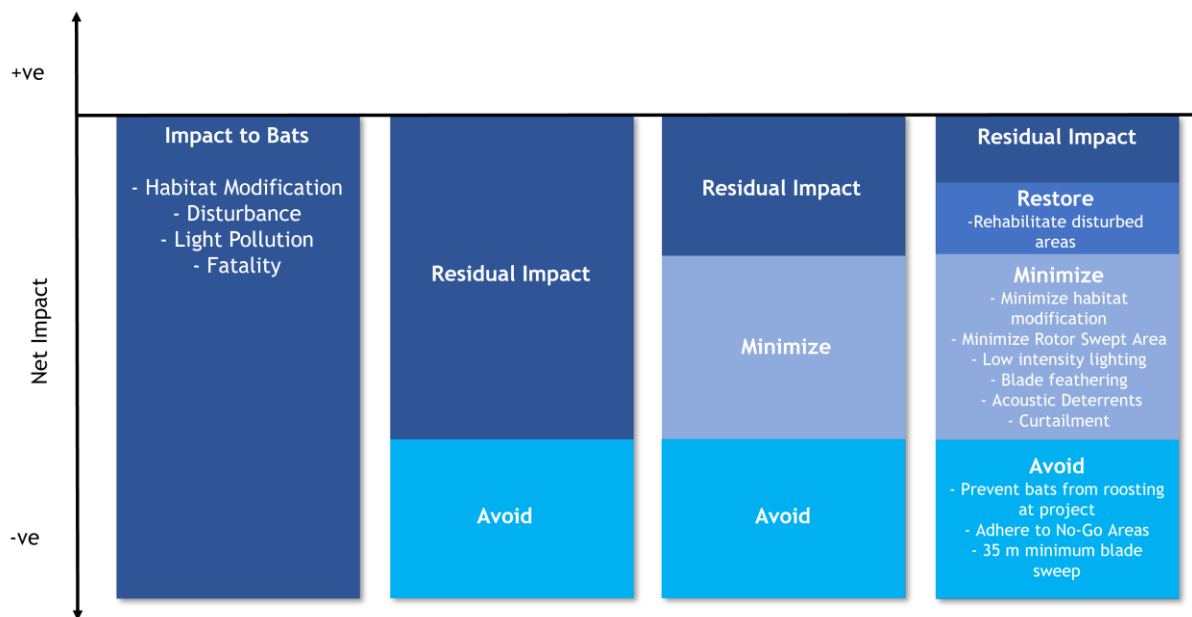 +ve
Net Impact
-ve
Impact to Bats
- Habitat Modification
- Disturbance
- Light Pollution
- Fatality
Residual Impact
Avoid
Residual Impact
Minimize
Avoid
Residual Impact
Restore
-Rehabilitate disturbed
areas
Minimize
- Minimize habitat
modification
- Minimize Rotor Swept Area
- Low intensity lighting
- Blade feathering
- Acoustic Deterrents
- Curtailment
Avoid
- Prevent bats from roosting
at project
- Adhere to No-Go Areas
- 35 m minimum blade
sweep